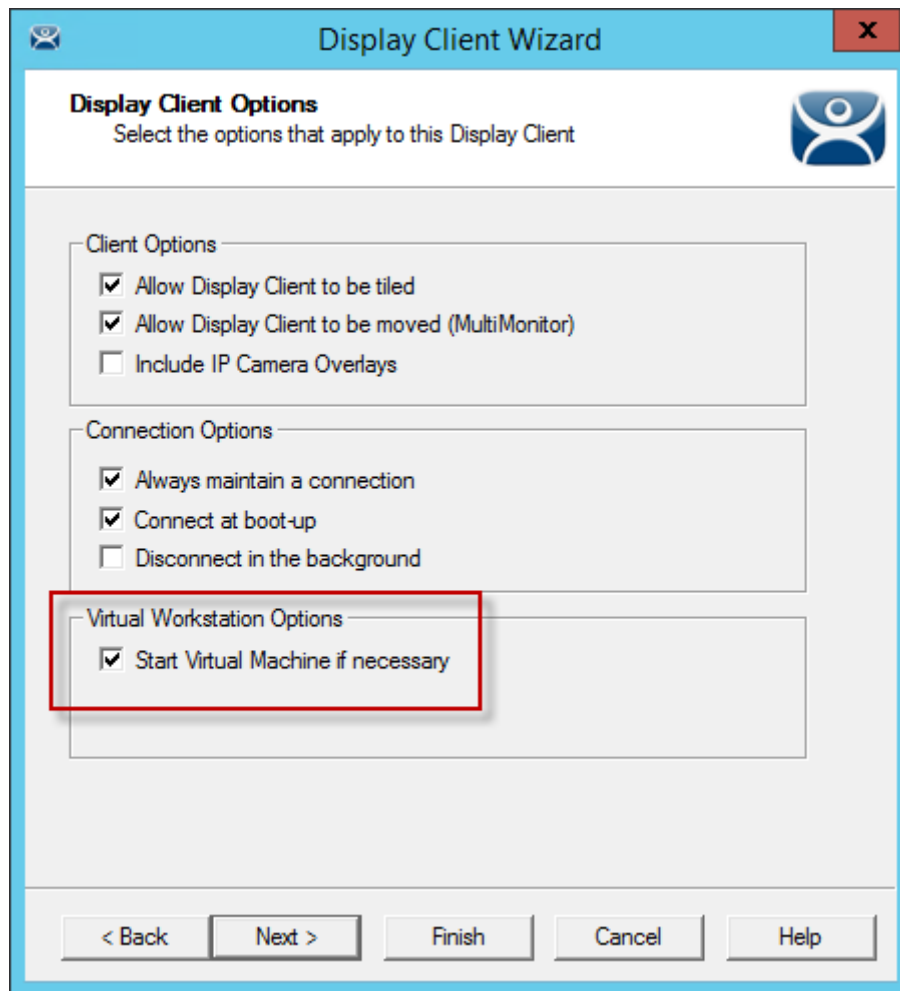 Display Client Wizard
x
Display Client Options
Select the options that apply to this Display Client
Client Options
Allow Display Client to be tiled
Allow Display Client to be moved (MultiMonitor)
Include IP Camera Overlays
Connection Options
Always maintain a connection
Connect at boot-up
Disconnect in the background
Virtual Workstation Options
Start Virtual Machine if necessary
< Back Next > Finish Cancel Help